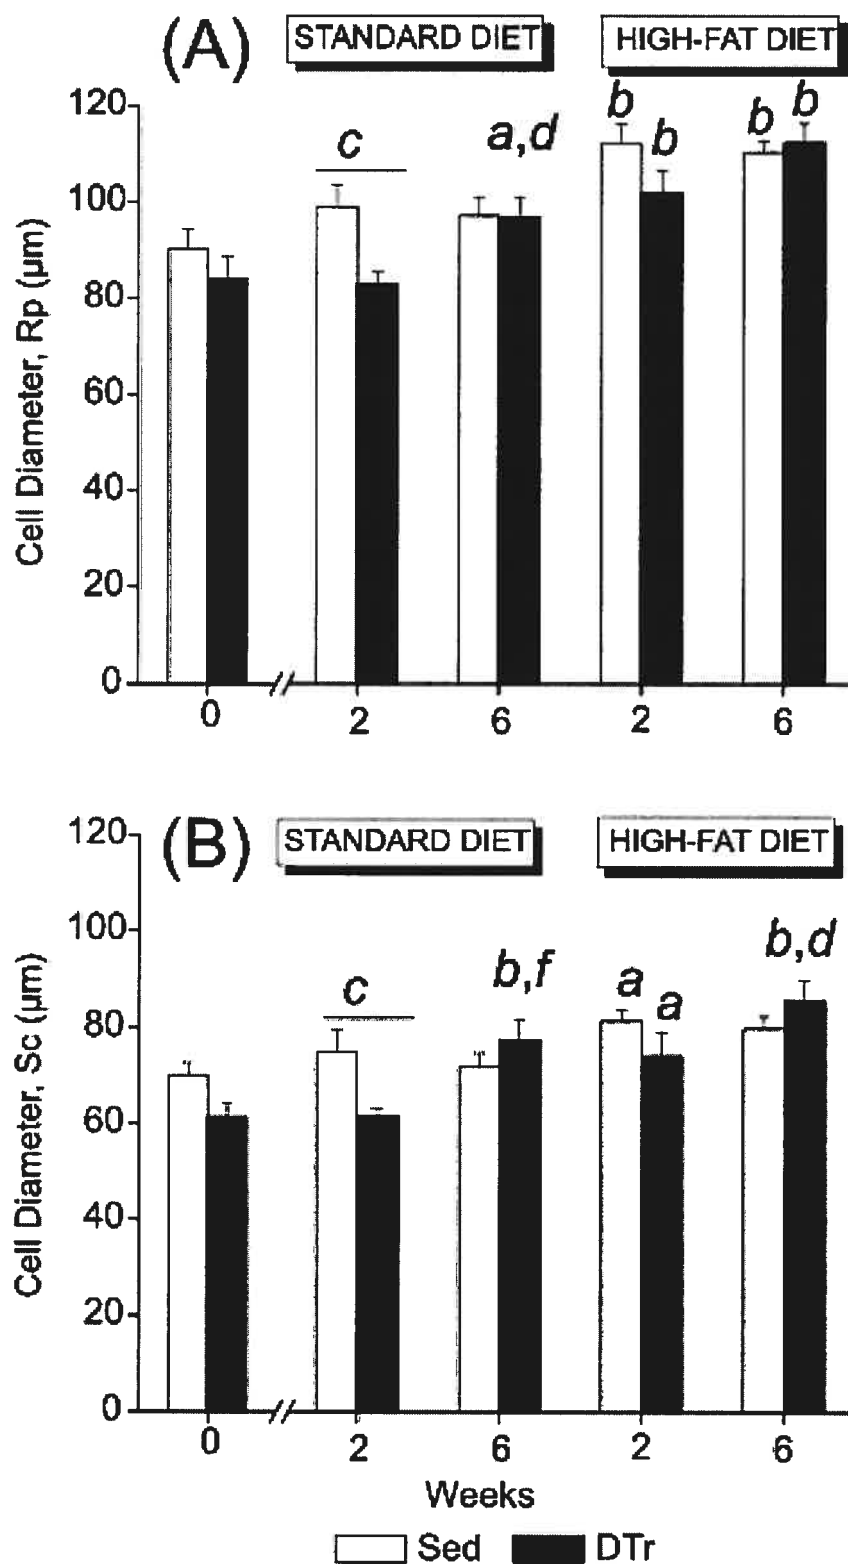 (A)
STANDARD DIET
HIGH-FAT DIET
Cell Diameter, Rp (µm)
120
100
80
60
40
20
0
c
a,d
b
b
b
b
0
2
6
2
6
(B)
STANDARD DIET
HIGH-FAT DIET
Cell Diameter, Sc (µm)
120
100
80
60
40
20
0
c
b,f
a
a
b,d
0
2
6
2
6
Weeks
Sed
DTr